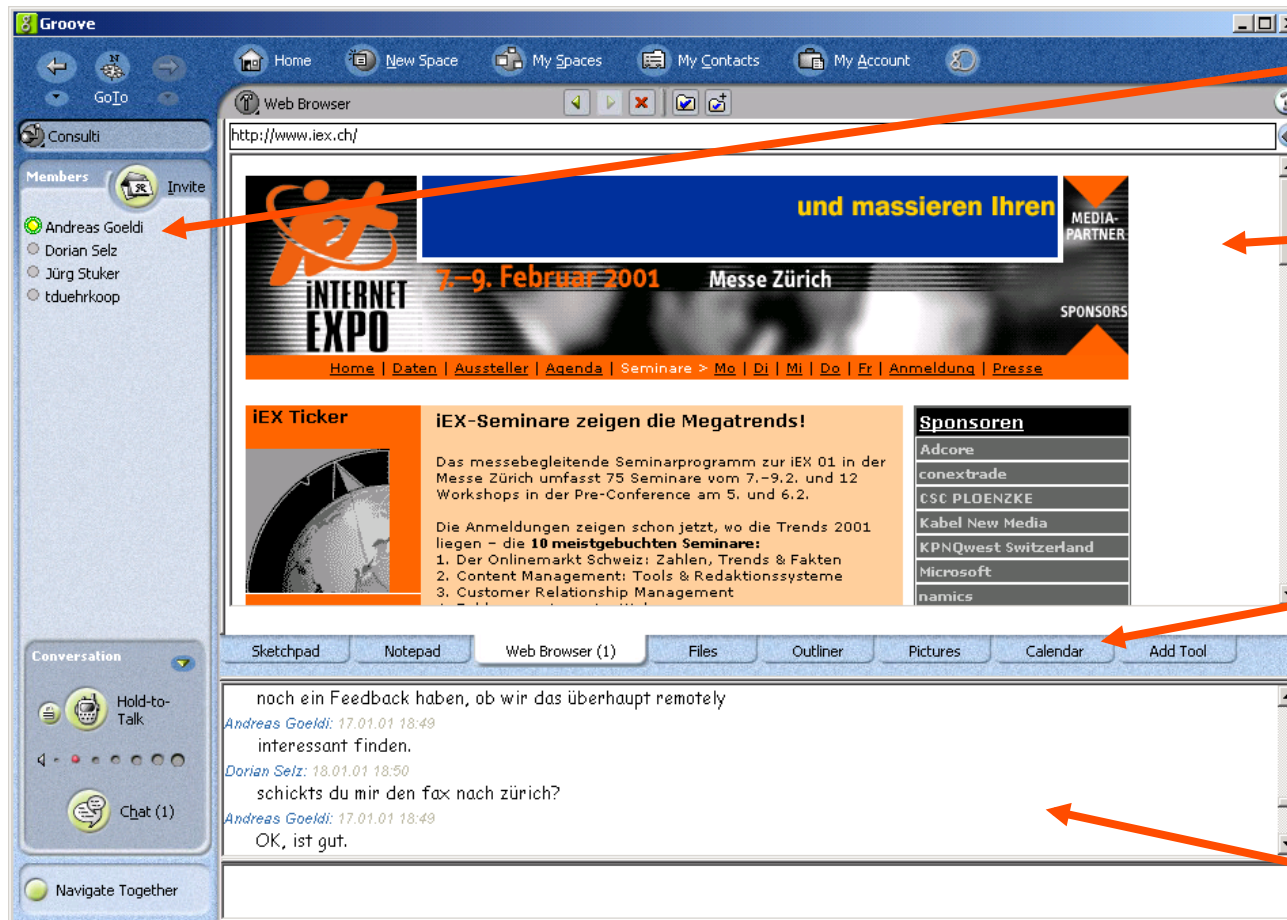 Groove
Home New Space My Spaces My Contacts My Account
GoTo
Web Browser
Consulti
http://www.iex.ch/
Members Invite
Andreas Goeldi
Dorian Selz
Jürg Stuker
tduehrkoop
und massieren Ihren
MEDIA-
PARTNER
7.–9. Februar 2001 Messe Zürich
iNTERNET
EXPO
SPONSORS
Home | Daten | Aussteller | Agenda | Seminare > Mo | Di | Mi | Do | Fr | Anmeldung | Presse
iEX Ticker
iEX-Seminare zeigen die Megatrends!
Das messebegleitende Seminarprogramm zur iEX 01 in der
Messe Zürich umfasst 75 Seminare vom 7.–9.2. und 12
Workshops in der Pre-Conference am 5. und 6.2.
Die Anmeldungen zeigen schon jetzt, wo die Trends 2001
liegen – die 10 meistgebuchten Seminare:
1. Der Onlinemarkt Schweiz: Zahlen, Trends & Fakten
2. Content Management: Tools & Redaktionssysteme
3. Customer Relationship Management
Sponsoren
Adcore
conextrade
CSC PLOENZKE
Kabel New Media
KPNQwest Switzerland
Microsoft
namics
Sketchpad Notepad Web Browser (1) Files Outliner Pictures Calendar Add Tool
Conversation
Hold-to-
Talk
Chat (1)
Navigate Together
noch ein Feedback haben, ob wir das überhaupt remotely
Andreas Goeldi: 17.01.01 18:49
interessant finden.
Dorian Selz: 18.01.01 18:50
schickts du mir den fax nach zürich?
Andreas Goeldi: 17.01.01 18:49
OK, ist gut.